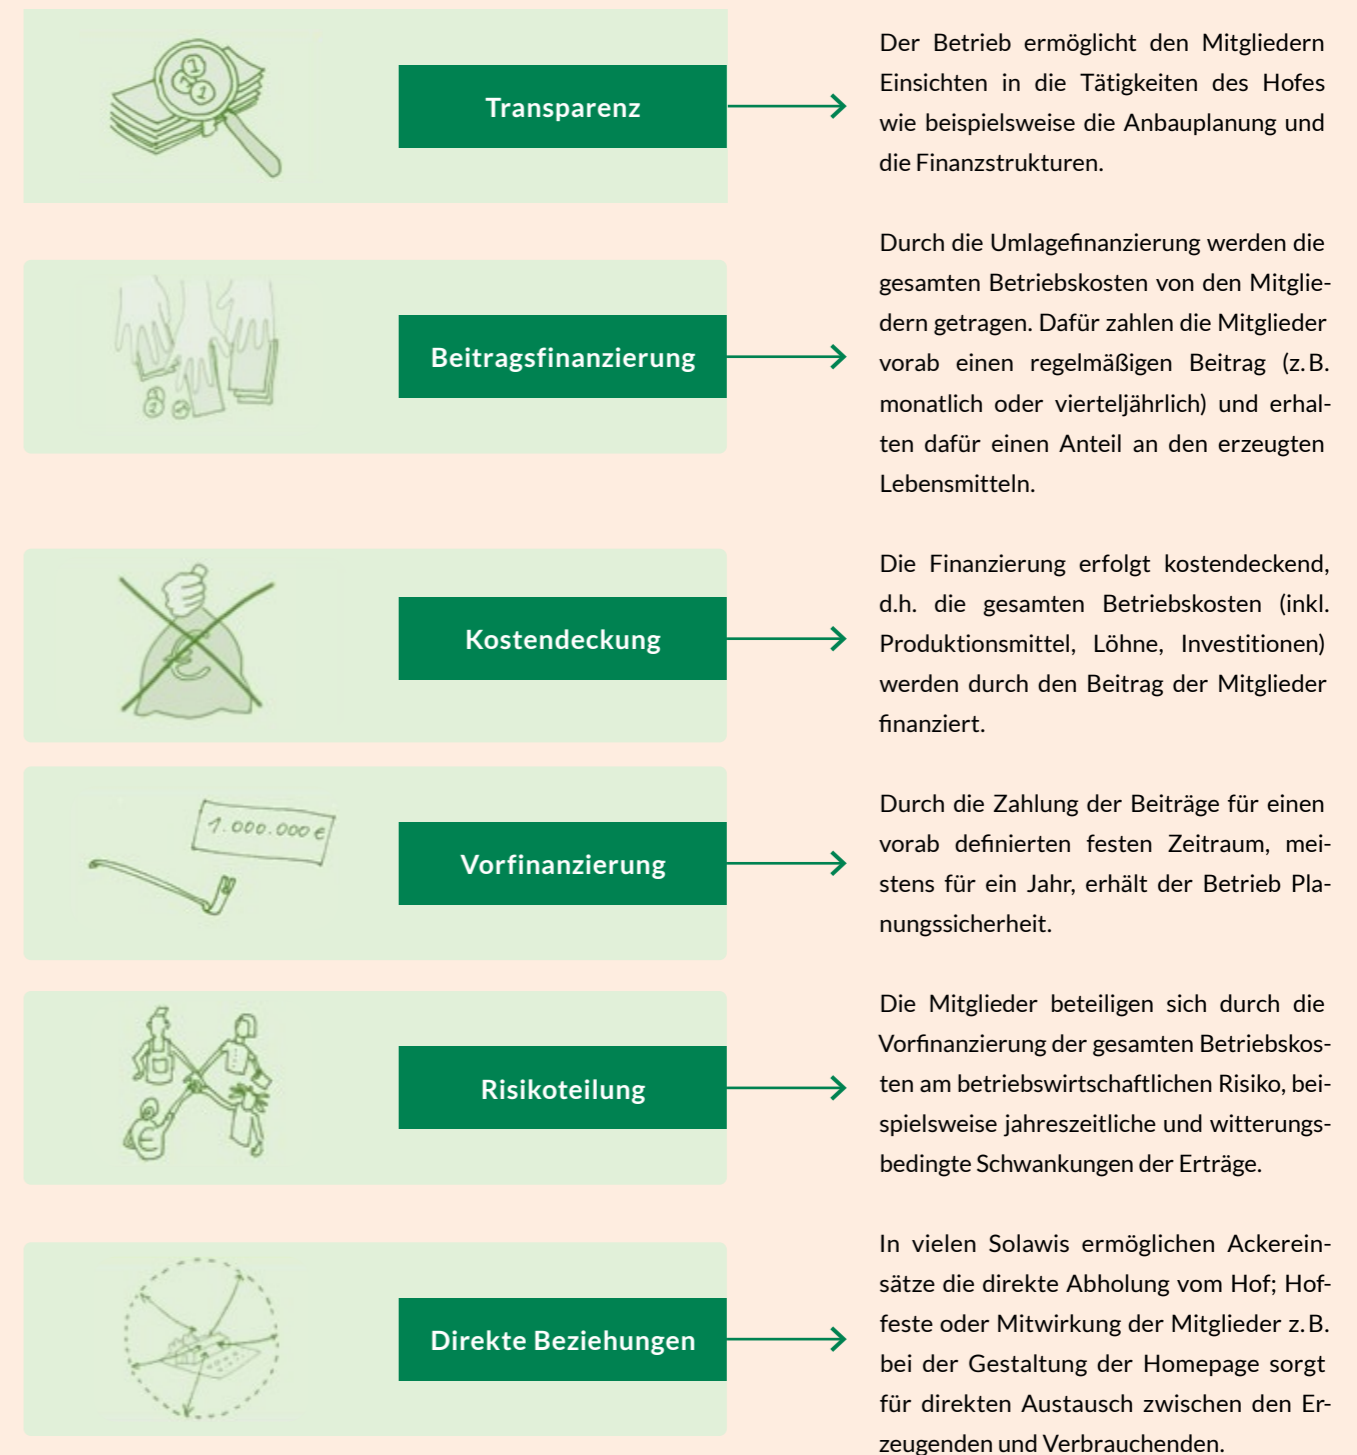 Transparenz
Der Betrieb ermöglicht den Mitgliedern
Einsichten in die Tätigkeiten des Hofes
wie beispielsweise die Anbauplanung und
die Finanzstrukturen.
Beitragsfinanzierung
Durch die Umlagefinanzierung werden die
gesamten Betriebskosten von den Mitglie-
dern getragen. Dafür zahlen die Mitglieder
vorab einen regelmäßigen Beitrag (z. B.
monatlich oder vierteljährlich) und erhal-
ten dafür einen Anteil an den erzeugten
Lebensmitteln.
Kostendeckung
Die Finanzierung erfolgt kostendeckend,
d.h. die gesamten Betriebskosten (inkl.
Produktionsmittel, Löhne, Investitionen)
werden durch den Beitrag der Mitglieder
finanziert.
1.000.000 €
Vorfinanzierung
Durch die Zahlung der Beiträge für einen
vorab definierten festen Zeitraum, mei-
stens für ein Jahr, erhält der Betrieb Pla-
nungssicherheit.
Risikoteilung
Die Mitglieder beteiligen sich durch die
Vorfinanzierung der gesamten Betriebskos-
ten am betriebswirtschaftlichen Risiko, bei-
spielsweise jahreszeitliche und witterungs-
bedingte Schwankungen der Erträge.
Direkte Beziehungen
In vielen Solawis ermöglichen Ackerein-
sätze die direkte Abholung vom Hof; Hof-
feste oder Mitwirkung der Mitglieder z. B.
bei der Gestaltung der Homepage sorgt
für direkten Austausch zwischen den Er-
zeugenden und Verbrauchenden.